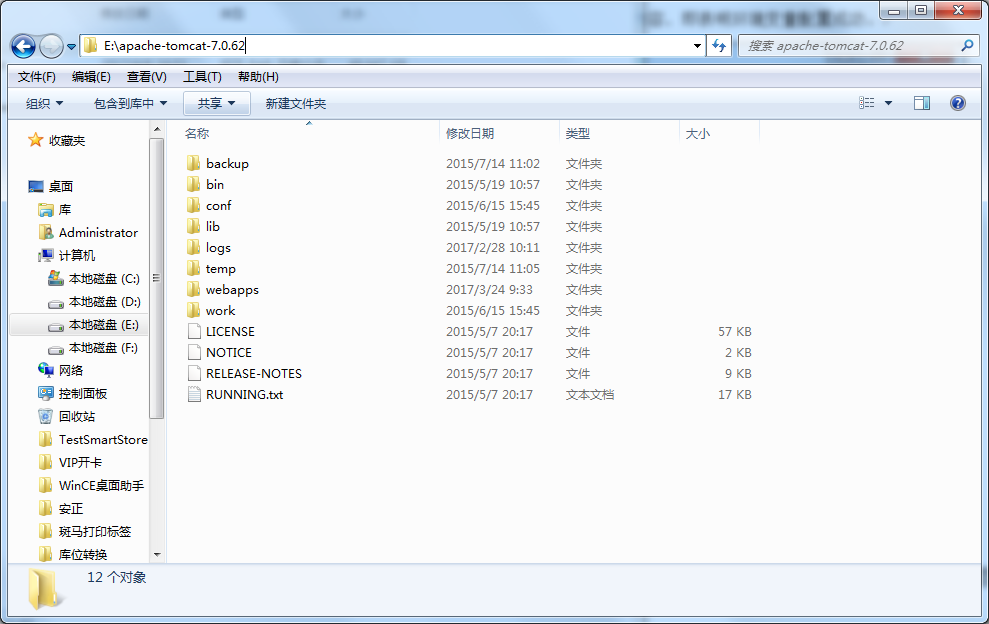 E:\apache-tomcat-7.0.62
搜索 apache-tomcat-7.0.62
文件(F) 编辑(E) 查看(V) 工具(T) 帮助(H)
组织 包含到库中 共享 新建文件夹
收藏夹
桌面
库
Administrator
计算机
本地磁盘 (C:)
本地磁盘 (D:)
本地磁盘 (E:)
本地磁盘 (F:)
网络
控制面板
回收站
TestSmartStore
VIP开卡
WinCE桌面助手
安正
斑马打印标签
库位转换
名称 修改日期 类型 大小
backup 2015/7/14 11:02 文件夹
bin 2015/5/19 10:57 文件夹
conf 2015/6/15 15:45 文件夹
lib 2015/5/19 10:57 文件夹
logs 2017/2/28 10:11 文件夹
temp 2015/7/14 11:05 文件夹
webapps 2017/3/24 9:33 文件夹
work 2015/6/15 15:45 文件夹
LICENSE 2015/5/7 20:17 文件 57 KB
NOTICE 2015/5/7 20:17 文件 2 KB
RELEASE-NOTES 2015/5/7 20:17 文件 9 KB
RUNNING.txt 2015/5/7 20:17 文本文档 17 KB
12 个对象